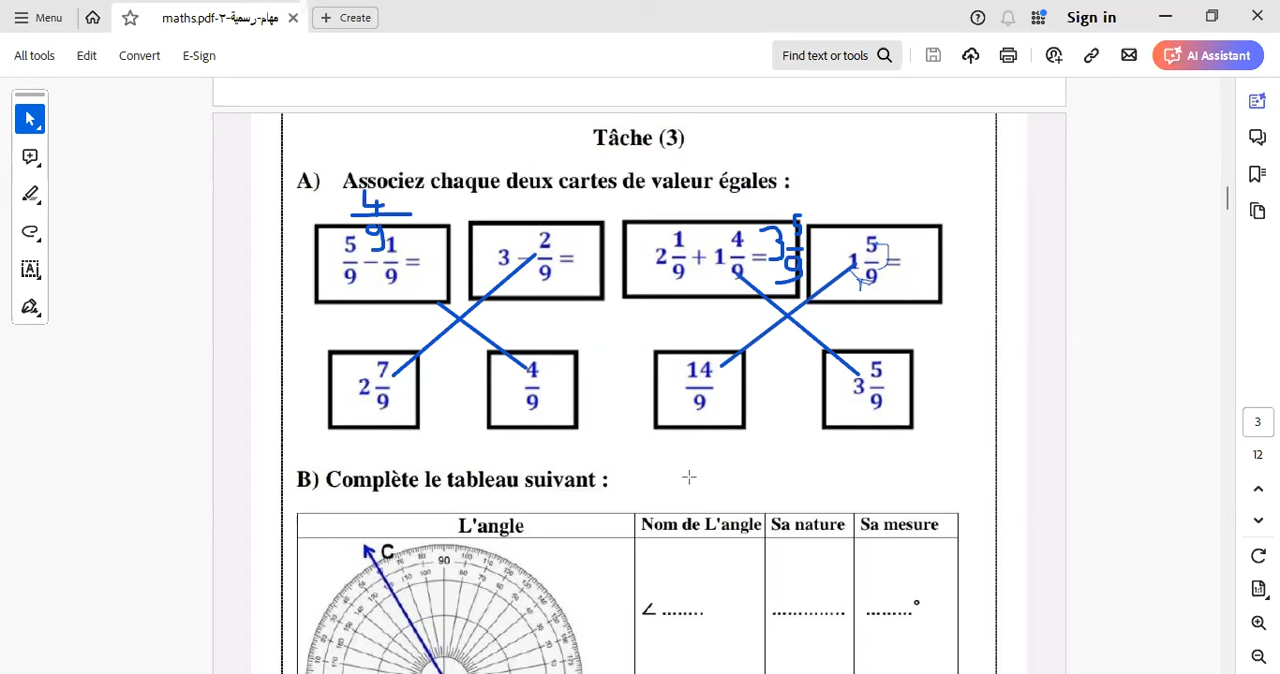 Menu
مهام-رسمية-٣-maths.pdf
Create
Sign in
All tools
Edit
Convert
E-Sign
Find text or tools
AI Assistant
Tâche (3)
A) Associez chaque deux cartes de valeur égales :
4/9
5/9 − 1/9 =
3 − 2/9 =
2 1/9 + 1 4/9 = 3 5/9
1 5/9 =
2 7/9
4/9
14/9
3 5/9
B) Complète le tableau suivant :
L'angle
Nom de L'angle
Sa nature
Sa mesure
C
90
∠ ........
..............
.........°
3
12